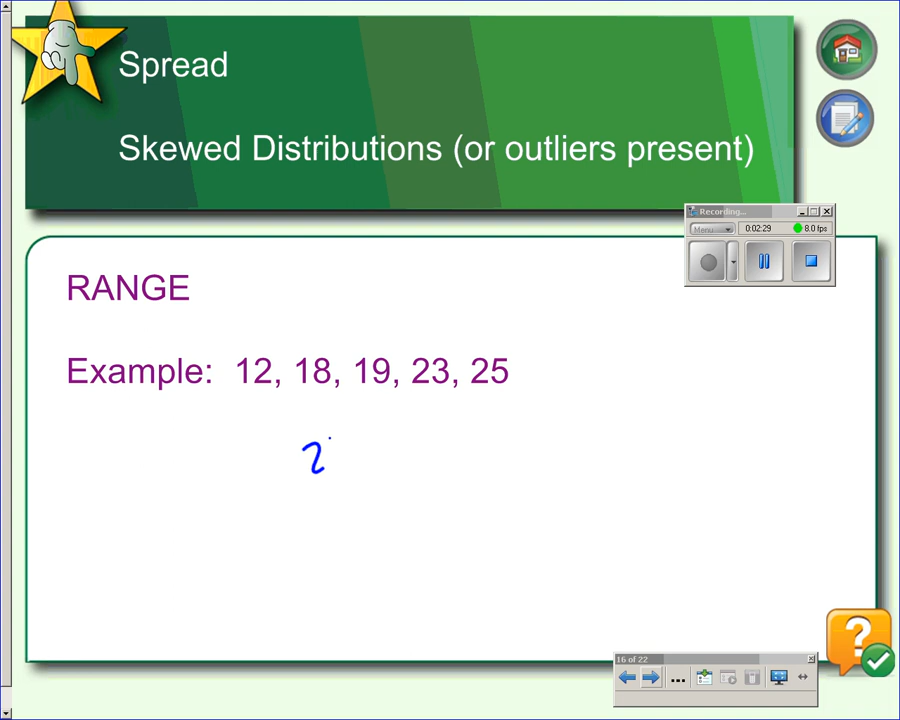 Spread
Skewed Distributions (or outliers present)
Recording...
Menu
0:02:29
8.0 fps
RANGE
Example: 12, 18, 19, 23, 25
2
16 of 22